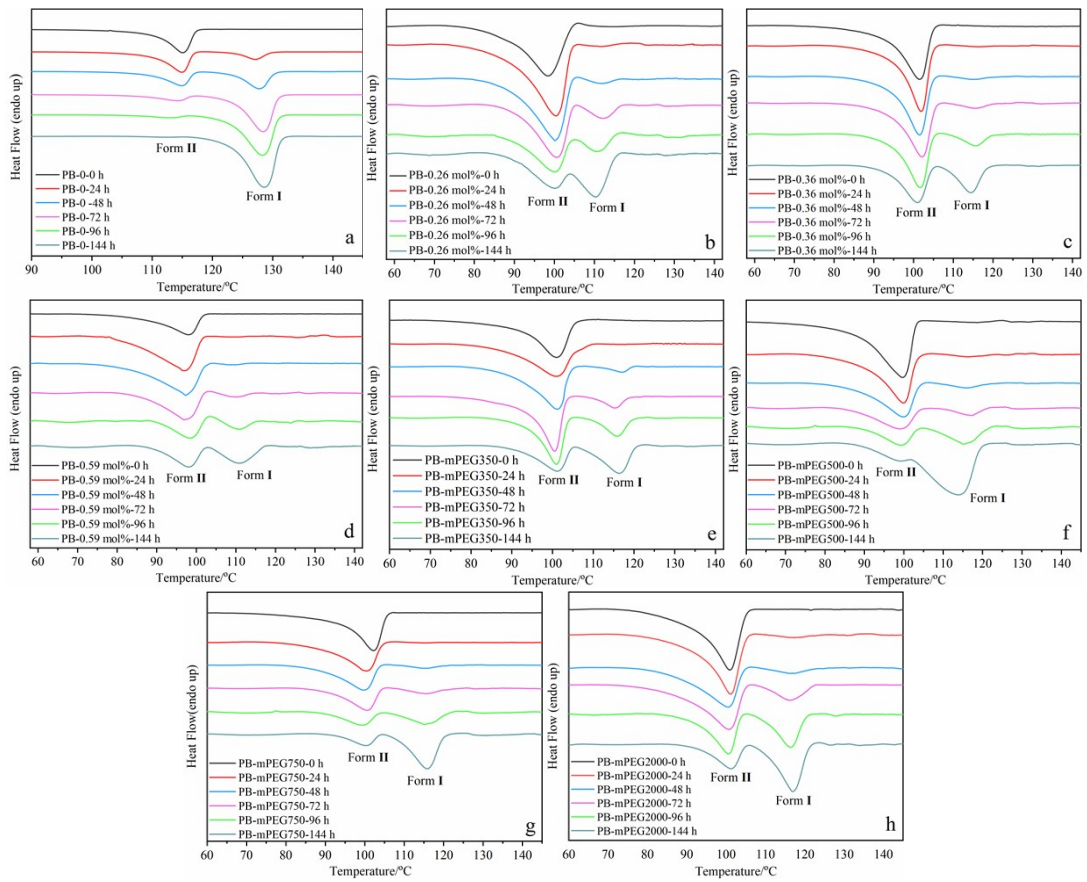 Heat Flow (endo up)
Form II
Form I
PB-0-0 h
PB-0-24 h
PB-0 -48 h
PB-0-72 h
PB-0-96 h
PB-0-144 h
a
90 100 110 120 130 140
Temperature/°C
Heat Flow (endo up)
PB-0.26 mol%-0 h
PB-0.26 mol%-24 h
PB-0.26 mol%-48 h
PB-0.26 mol%-72 h
PB-0.26 mol%-96 h
PB-0.26 mol%-144 h
Form II
Form I
b
60 70 80 90 100 110 120 130 140
Temperature/°C
Heat Flow (endo up)
PB-0.36 mol%-0 h
PB-0.36 mol%-24 h
PB-0.36 mol%-48 h
PB-0.36 mol%-72 h
PB-0.36 mol%-96 h
PB-0.36 mol%-144 h
Form II
Form I
c
60 70 80 90 100 110 120 130 140
Temperature/°C
Heat Flow (endo up)
PB-0.59 mol%-0 h
PB-0.59 mol%-24 h
PB-0.59 mol%-48 h
PB-0.59 mol%-72 h
PB-0.59 mol%-96 h
PB-0.59 mol%-144 h
Form II
Form I
d
60 70 80 90 100 110 120 130 140
Temperature/°C
Heat Flow (endo up)
PB-mPEG350-0 h
PB-mPEG350-24 h
PB-mPEG350-48 h
PB-mPEG350-72 h
PB-mPEG350-96 h
PB-mPEG350-144 h
Form II
Form I
e
60 70 80 90 100 110 120 130 140
Temperature/°C
Heat Flow (endo up)
PB-mPEG500-0 h
PB-mPEG500-24 h
PB-mPEG500-48 h
PB-mPEG500-72 h
PB-mPEG500-96 h
PB-mPEG500-144 h
Form II
Form I
f
60 70 80 90 100 110 120 130 140
Temperature/°C
Heat Flow(endo up)
Form II
Form I
PB-mPEG750-0 h
PB-mPEG750-24 h
PB-mPEG750-48 h
PB-mPEG750-72 h
PB-mPEG750-96 h
PB-mPEG750-144 h
g
60 70 80 90 100 110 120 130 140
Temperature/°C
Heat Flow (endo up)
PB-mPEG2000-0 h
PB-mPEG2000-24 h
PB-mPEG2000-48 h
PB-mPEG2000-72 h
PB-mPEG2000-96 h
PB-mPEG2000-144 h
Form II
Form I
h
60 70 80 90 100 110 120 130 140
Temperature/°C